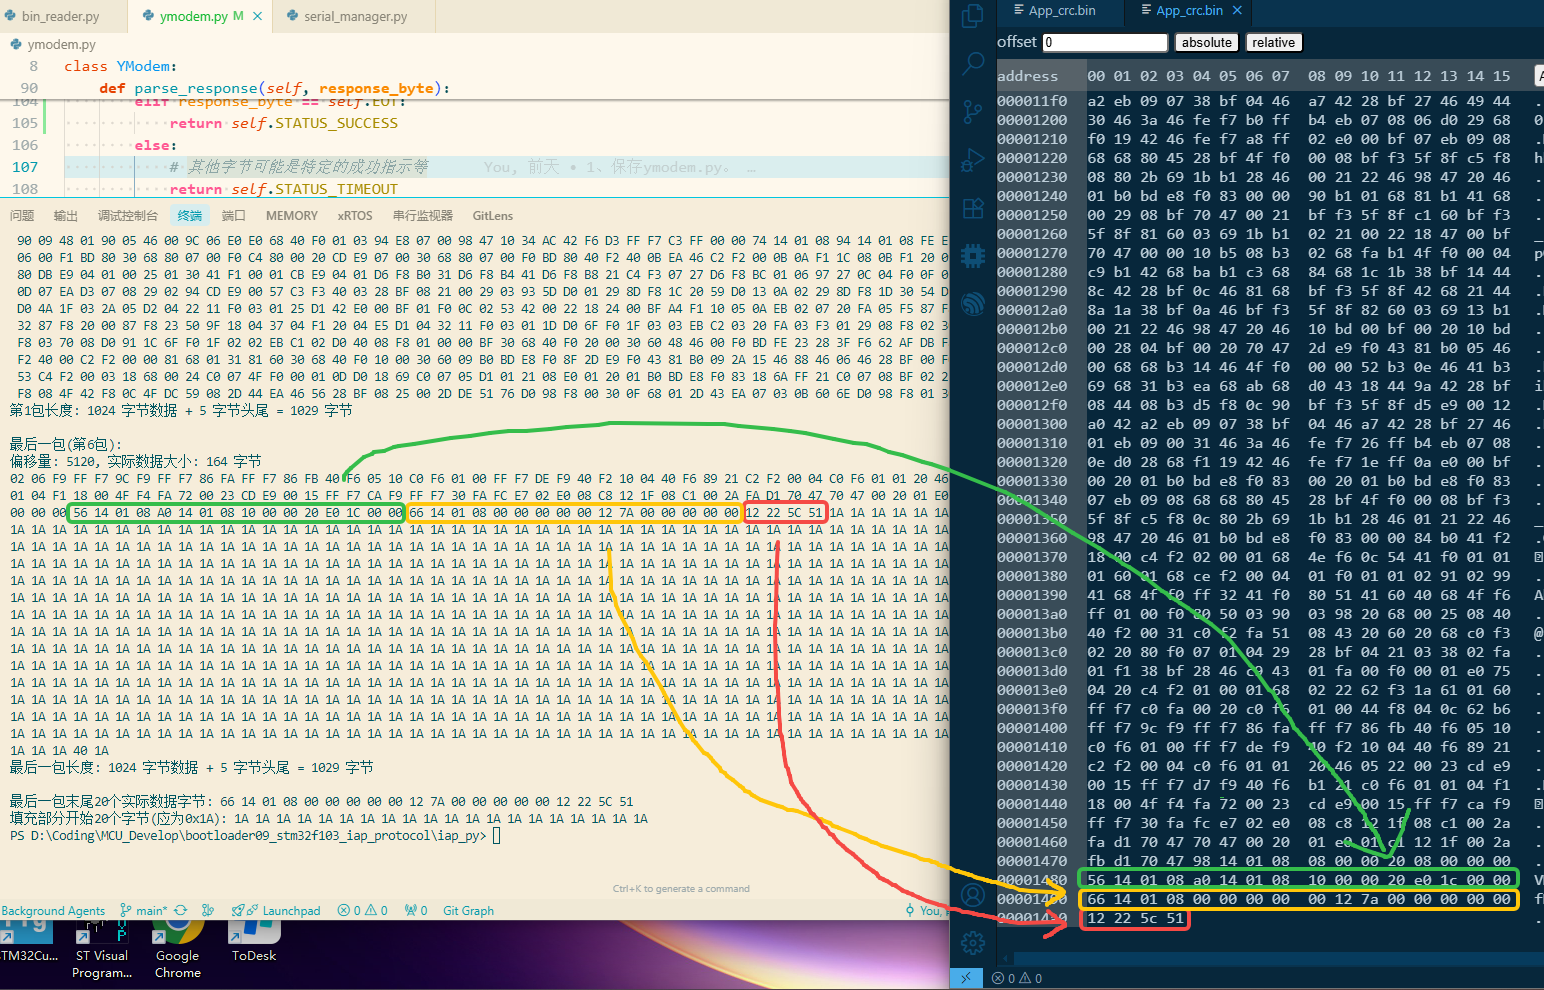 bin_reader.py
ymodem.py M
serial_manager.py
ymodem.py
8 class YModem:
90 def parse_response(self, response_byte):
104 elif response_byte == self.EOT:
105 return self.STATUS_SUCCESS
106 else:
107 # 其他字节可能是特定的成功指示等 You, 前天 • 1、保存ymodem.py。 …
108 return self.STATUS_TIMEOUT
问题 输出 调试控制台 终端 端口 MEMORY xRTOS 串行监视器 GitLens
90 09 48 01 90 05 46 00 9C 06 E0 E0 68 40 F0 01 03 94 E8 07 00 98 47 10 34 AC 42 F6 D3 FF F7 C3 FF 00 00 74 14 01 08 94 14 01 08 FE E
06 00 F1 BD 80 30 68 80 07 00 F0 C4 80 00 20 CD E9 07 00 30 68 80 07 00 F0 BD 80 40 F2 40 0B EA 46 C2 F2 00 0B 0A F1 1C 08 0B F1 20 0
80 DB E9 04 01 00 25 01 30 41 F1 00 01 CB E9 04 01 D6 F8 B0 31 D6 F8 B4 41 D6 F8 B8 21 C4 F3 07 27 D6 F8 BC 01 06 97 27 0C 04 F0 0F 0
0D 07 EA D3 07 08 29 02 94 CD E9 00 57 C3 F3 40 03 28 BF 08 21 00 29 03 93 5D D0 01 29 8D F8 1C 20 59 D0 13 0A 02 29 8D F8 1D 30 54 D
D0 4A 1F 03 2A 05 D2 04 22 11 F0 03 01 25 D1 42 E0 00 BF 01 F0 0C 02 53 42 00 22 18 24 00 BF A4 F1 10 05 0A EB 02 07 20 FA 05 F5 87 F
32 87 F8 20 00 87 F8 23 50 9F 18 04 37 04 F1 20 04 E5 D1 04 32 11 F0 03 01 1D D0 6F F0 1F 03 03 EB C2 03 20 FA 03 F3 01 29 08 F8 02 3
F8 03 70 08 D0 91 1C 6F F0 1F 02 02 EB C1 02 D0 40 08 F8 01 00 00 BF 30 68 40 F0 20 00 30 60 48 46 00 F0 BD FE 23 28 3F F6 62 AF DB F
F2 40 00 C2 F2 00 00 81 68 01 31 81 60 30 68 40 F0 10 00 30 60 09 B0 BD E8 F0 8F 2D E9 F0 43 81 B0 09 2A 15 46 88 46 06 46 28 BF 00 F
53 C4 F2 00 03 18 68 00 24 C0 07 4F F0 00 01 0D D0 18 69 C0 07 05 D1 01 21 08 E0 01 20 01 B0 BD E8 F0 83 18 6A FF 21 C0 07 08 BF 02 2
F8 08 4F 42 F8 0C 4F DC 59 08 2D 44 EA 46 56 28 BF 08 25 00 2D DE 51 76 D0 98 F8 00 30 0F 68 01 2D 43 EA 07 03 0B 60 6E D0 98 F8 01 3
第1包长度: 1024 字节数据 + 5 字节头尾 = 1029 字节
最后一包(第6包):
偏移量: 5120, 实际数据大小: 164 字节
02 06 F9 FF F7 9C F9 FF F7 86 FA FF F7 86 FB 40 F6 05 10 C0 F6 01 00 FF F7 DE F9 40 F2 10 04 40 F6 89 21 C2 F2 00 04 C0 F6 01 01 20 46
01 04 F1 18 00 4F F4 FA 72 00 23 CD E9 00 15 FF F7 CA F9 FF F7 30 FA FC E7 02 E0 08 C8 12 1F 08 C1 00 2A FA D1 70 47 70 47 00 20 01 E0
00 00 00 56 14 01 08 A0 14 01 08 10 00 00 20 E0 1C 00 00 66 14 01 08 00 00 00 00 00 12 7A 00 00 00 00 00 12 22 5C 51 1A 1A 1A 1A 1A 1A
1A 1A 1A 1A 1A 1A 1A 1A 1A 1A 1A 1A 1A 1A 1A 1A 1A 1A 1A 1A 1A 1A 1A 1A 1A 1A 1A 1A 1A 1A 1A 1A 1A 1A 1A 1A 1A 1A 1A 1A 1A 1A 1A 1A
1A 1A 1A 1A 1A 1A 1A 1A 1A 1A 1A 1A 1A 1A 1A 1A 1A 1A 1A 1A 1A 1A 1A 1A 1A 1A 1A 1A 1A 1A 1A 1A 1A 1A 1A 1A 1A 1A 1A 1A 1A 1A 1A 1A
1A 1A 1A 40 1A
最后一包长度: 1024 字节数据 + 5 字节头尾 = 1029 字节
最后一包末尾20个实际数据字节: 66 14 01 08 00 00 00 00 00 12 7A 00 00 00 00 00 12 22 5C 51
填充部分开始20个字节(应为0x1A): 1A 1A 1A 1A 1A 1A 1A 1A 1A 1A 1A 1A 1A 1A 1A 1A 1A 1A 1A 1A
PS D:\Coding\MCU_Develop\bootloader09_stm32f103_iap_protocol\iap_py>
Ctrl+K to generate a command
Background Agents main* Launchpad 0 0 0 Git Graph You,
STM32Cu...
ST Visual Program...
Google Chrome
ToDesk
App_crc.bin
App_crc.bin
offset 0 absolute relative
address 00 01 02 03 04 05 06 07 08 09 10 11 12 13 14 15
000011f0 a2 eb 09 07 38 bf 04 46 a7 42 28 bf 27 46 49 44
00001200 30 46 3a 46 fe f7 b0 ff b4 eb 07 08 06 d0 29 68
00001210 f0 19 42 46 fe f7 a8 ff 02 e0 00 bf 07 eb 09 08
00001220 68 68 80 45 28 bf 4f f0 00 08 bf f3 5f 8f c5 f8
00001230 08 80 2b 69 1b b1 28 46 00 21 22 46 98 47 20 46
00001240 01 b0 bd e8 f0 83 00 00 90 b1 01 68 81 b1 41 68
00001250 00 29 08 bf 70 47 00 21 bf f3 5f 8f c1 60 bf f3
00001260 5f 8f 81 60 03 69 1b b1 02 21 00 22 18 47 00 bf
00001270 70 47 00 00 10 b5 08 b3 02 68 fa b1 4f f0 00 04
00001280 c9 b1 42 68 ba b1 c3 68 84 68 1c 1b 38 bf 14 44
00001290 8c 42 28 bf 0c 46 81 68 bf f3 5f 8f 42 68 21 44
000012a0 8a 1a 38 bf 0a 46 bf f3 5f 8f 82 60 03 69 13 b1
000012b0 00 21 22 46 98 47 20 46 10 bd 00 bf 00 20 10 bd
000012c0 00 28 04 bf 00 20 70 47 2d e9 f0 43 81 b0 05 46
000012d0 00 68 68 b3 14 46 4f f0 00 00 52 b3 0e 46 41 b3
000012e0 69 68 31 b3 ea 68 ab 68 d0 43 18 44 9a 42 28 bf
000012f0 08 44 08 b3 d5 f8 0c 90 bf f3 5f 8f d5 e9 00 12
00001300 a0 42 a2 eb 09 07 38 bf 04 46 a7 42 28 bf 27 46
00001310 01 eb 09 00 31 46 3a 46 fe f7 26 ff b4 eb 07 08
00001320 0e d0 28 68 f1 19 42 46 fe f7 1e ff 0a e0 00 bf
00001330 00 20 01 b0 bd e8 f0 83 00 20 01 b0 bd e8 f0 83
00001340 07 eb 09 08 68 68 80 45 28 bf 4f f0 00 08 bf f3
00001350 5f 8f c5 f8 0c 80 2b 69 1b b1 28 46 01 21 22 46
00001360 98 47 20 46 01 b0 bd e8 f0 83 00 00 84 b0 41 f2
00001370 18 00 c4 f2 02 00 01 68 4e f6 0c 54 41 f0 01 01
00001380 01 60 01 68 ce f2 00 04 01 f0 01 01 02 91 02 99
00001390 41 68 4f f0 ff 32 41 f0 80 51 41 60 40 68 4f f6
000013a0 ff 01 00 f0 50 03 90 03 98 20 68 00 25 08 40
000013b0 40 f2 00 31 c0 f2 fa 51 08 43 20 60 20 68 c0 f3
000013c0 02 20 80 f0 07 01 04 29 28 bf 04 21 03 38 02 fa
000013d0 01 f1 38 bf 28 46 c9 43 01 fa 00 f0 00 01 e0 75
000013e0 04 20 c4 f2 01 00 01 68 02 22 62 f3 1a 61 01 60
000013f0 ff f7 c0 fa 00 20 c0 f6 01 00 44 f8 04 0c 62 b6
00001400 ff f7 9c f9 ff f7 86 fa ff f7 86 fb 40 f6 05 10
00001410 c0 f6 01 00 ff f7 de f9 40 f2 10 04 40 f6 89 21
00001420 c2 f2 00 04 c0 f6 01 01 20 46 05 22 00 23 cd e9
00001430 00 15 ff f7 d7 f9 40 f6 b1 21 c0 f6 01 01 04 f1
00001440 18 00 4f f4 fa 72 00 23 cd e9 00 15 ff f7 ca f9
00001450 ff f7 30 fa fc e7 02 e0 08 c8 12 1f 08 c1 00 2a
00001460 fa d1 70 47 70 47 00 20 01 e0 01 c1 12 1f 00 2a
00001470 fb d1 70 47 98 14 01 08 08 00 00 20 08 00 00 00
00001480 56 14 01 08 a0 14 01 08 10 00 00 20 e0 1c 00 00
66 14 01 08 00 00 00 00 00 12 7a 00 00 00 00 00
12 22 5c 51
0 0